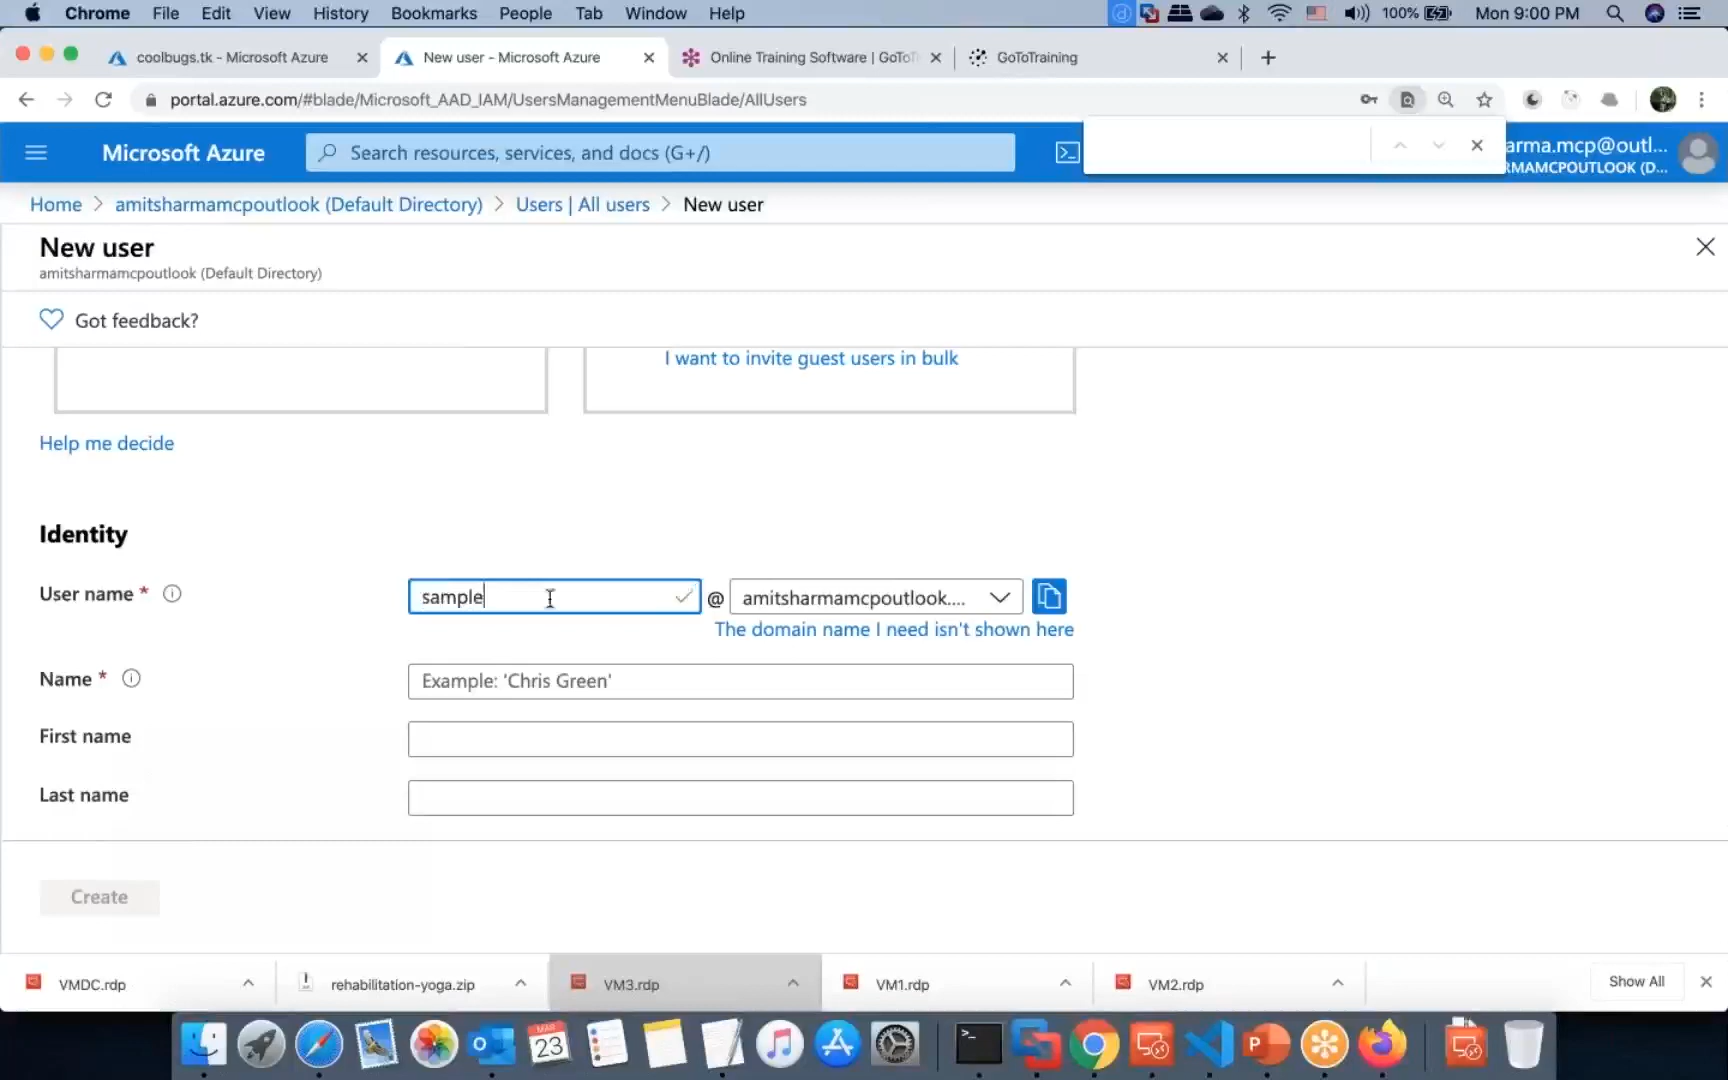 Chrome File Edit View History Bookmarks People Tab Window Help 100% Mon 9:00 PM
coolbugs.tk - Microsoft Azure New user - Microsoft Azure Online Training Software | GoToT GoToTraining
portal.azure.com/#blade/Microsoft_AAD_IAM/UsersManagementMenuBlade/AllUsers
Microsoft Azure Search resources, services, and docs (G+/) arma.mcp@outl...
RMAMCPOUTLOOK (D...
Home > amitsharmamcpoutlook (Default Directory) > Users | All users > New user
New user
amitsharmamcpoutlook (Default Directory)
Got feedback?
I want to invite guest users in bulk
Help me decide
Identity
User name * sample @ amitsharmamcpoutlook....
The domain name I need isn't shown here
Name * Example: 'Chris Green'
First name
Last name
Create
VMDC.rdp rehabilitation-yoga.zip VM3.rdp VM1.rdp VM2.rdp Show All
MAR
23